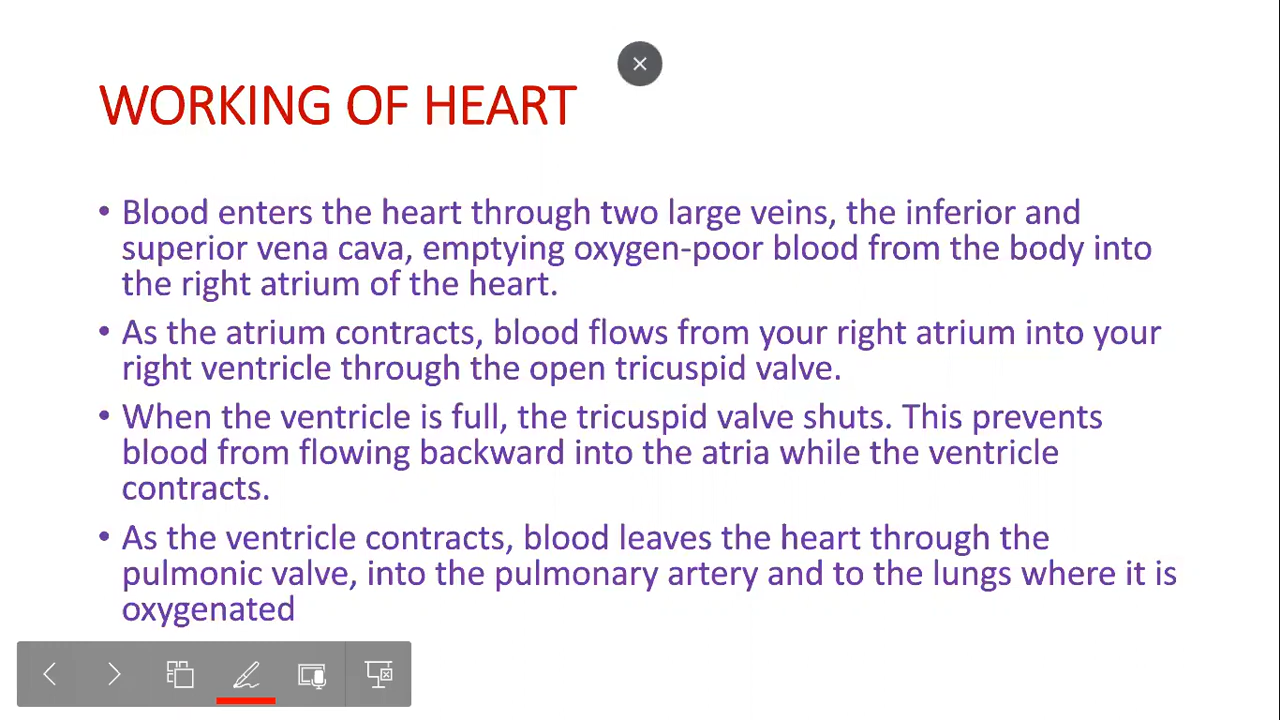 WORKING OF HEART
• Blood enters the heart through two large veins, the inferior and
superior vena cava, emptying oxygen-poor blood from the body into
the right atrium of the heart.
• As the atrium contracts, blood flows from your right atrium into your
right ventricle through the open tricuspid valve.
• When the ventricle is full, the tricuspid valve shuts. This prevents
blood from flowing backward into the atria while the ventricle
contracts.
• As the ventricle contracts, blood leaves the heart through the
pulmonic valve, into the pulmonary artery and to the lungs where it is
oxygenated